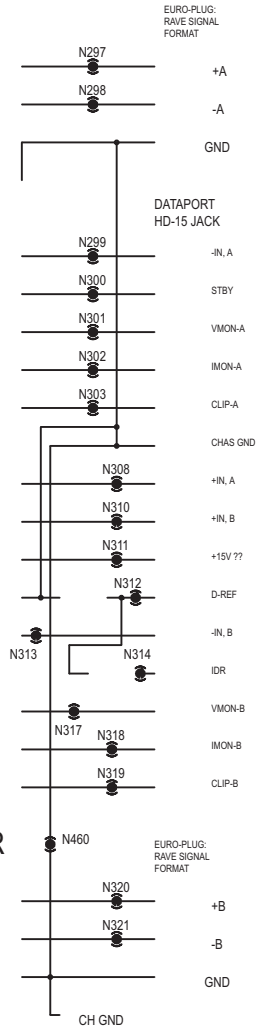 EURO-PLUG:
RAVE SIGNAL
FORMAT
N297
+A
N298
-A
GND
DATAPORT
HD-15 JACK
N299
-IN, A
N300
STBY
N301
VMON-A
N302
IMON-A
N303
CLIP-A
CHAS GND
N308
+IN, A
N310
+IN, B
N311
+15V ??
N312
D-REF
N313
-IN, B
N314
IDR
N317
VMON-B
N318
IMON-B
N319
CLIP-B
R
N460
EURO-PLUG:
RAVE SIGNAL
FORMAT
N320
+B
N321
-B
GND
CH GND